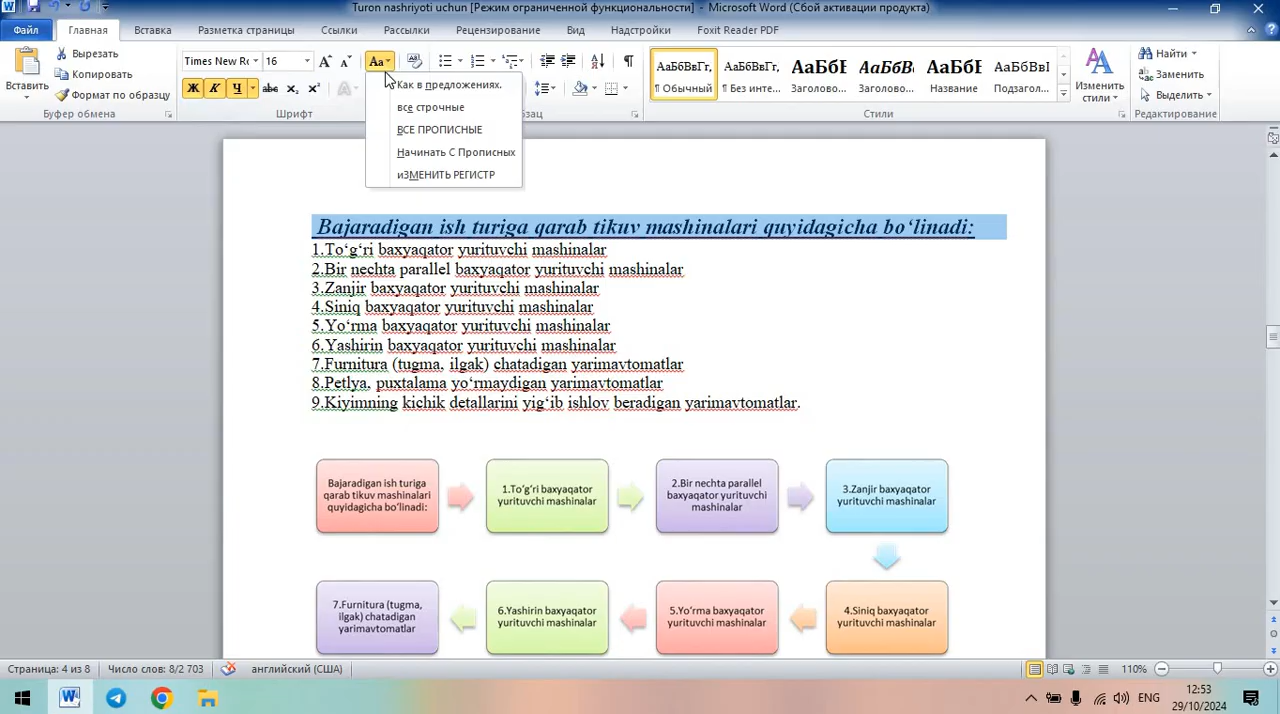 Turon nashriyoti uchun [Режим ограниченной функциональности] - Microsoft Word (Сбой активации продукта)
Файл Главная Вставка Разметка страницы Ссылки Рассылки Рецензирование Вид Надстройки Foxit Reader PDF
Вставить
Вырезать
Копировать
Формат по образцу
Буфер обмена
Times New Ro 16
Ж К Ч abc x₂ x²
Шрифт
Aa
Как в предложениях.
все строчные
ВСЕ ПРОПИСНЫЕ
Начинать С Прописных
иЗМЕНИТЬ РЕГИСТР
бзац
АаБбВвГг, АаБбВвГг, АаБбЕ АаБбВвГ АаБбЕ АаБбВвІ
¶ Обычный ¶ Без инте... Заголово... Заголово... Название Подзагол...
Стили
Изменить стили
Найти
Заменить
Выделить
Редактирование
Bajaradigan ish turiga qarab tikuv mashinalari quyidagicha bo‘linadi:
1.To‘g‘ri baxyaqator yurituvchi mashinalar
2.Bir nechta parallel baxyaqator yurituvchi mashinalar
3.Zanjir baxyaqator yurituvchi mashinalar
4.Siniq baxyaqator yurituvchi mashinalar
5.Yo‘rma baxyaqator yurituvchi mashinalar
6.Yashirin baxyaqator yurituvchi mashinalar
7.Furnitura (tugma, ilgak) chatadigan yarimavtomatlar
8.Petlya, puxtalama yo‘rmaydigan yarimavtomatlar
9.Kiyimning kichik detallarini yig‘ib ishlov beradigan yarimavtomatlar.
Bajaradigan ish turiga
qarab tikuv mashinalari
quyidagicha bo‘linadi:
1.To‘g‘ri baxyaqator
yurituvchi mashinalar
2.Bir nechta parallel
baxyaqator yurituvchi
mashinalar
3.Zanjir baxyaqator
yurituvchi mashinalar
7.Furnitura (tugma,
ilgak) chatadigan
yarimavtomatlar
6.Yashirin baxyaqator
yurituvchi mashinalar
5.Yo‘rma baxyaqator
yurituvchi mashinalar
4.Siniq baxyaqator
yurituvchi mashinalar
Страница: 4 из 8 Число слов: 8/2 703 английский (США) 110%
ENG
12:53
29/10/2024